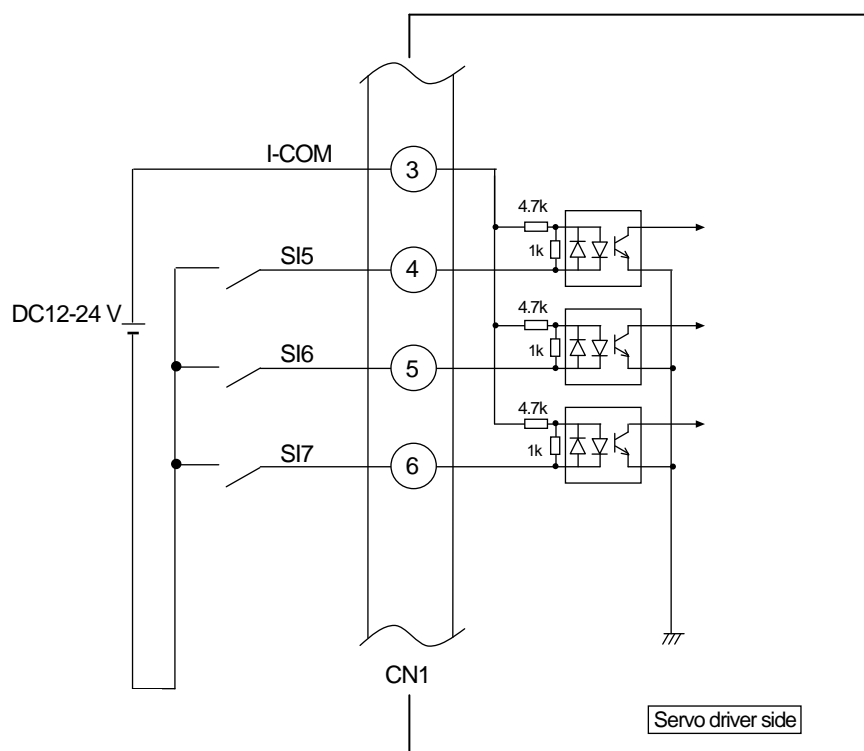 I-COM
3
4.7k
1k
SI5
4
DC12-24 V
4.7k
1k
SI6
5
4.7k
1k
SI7
6
CN1
Servo driver side